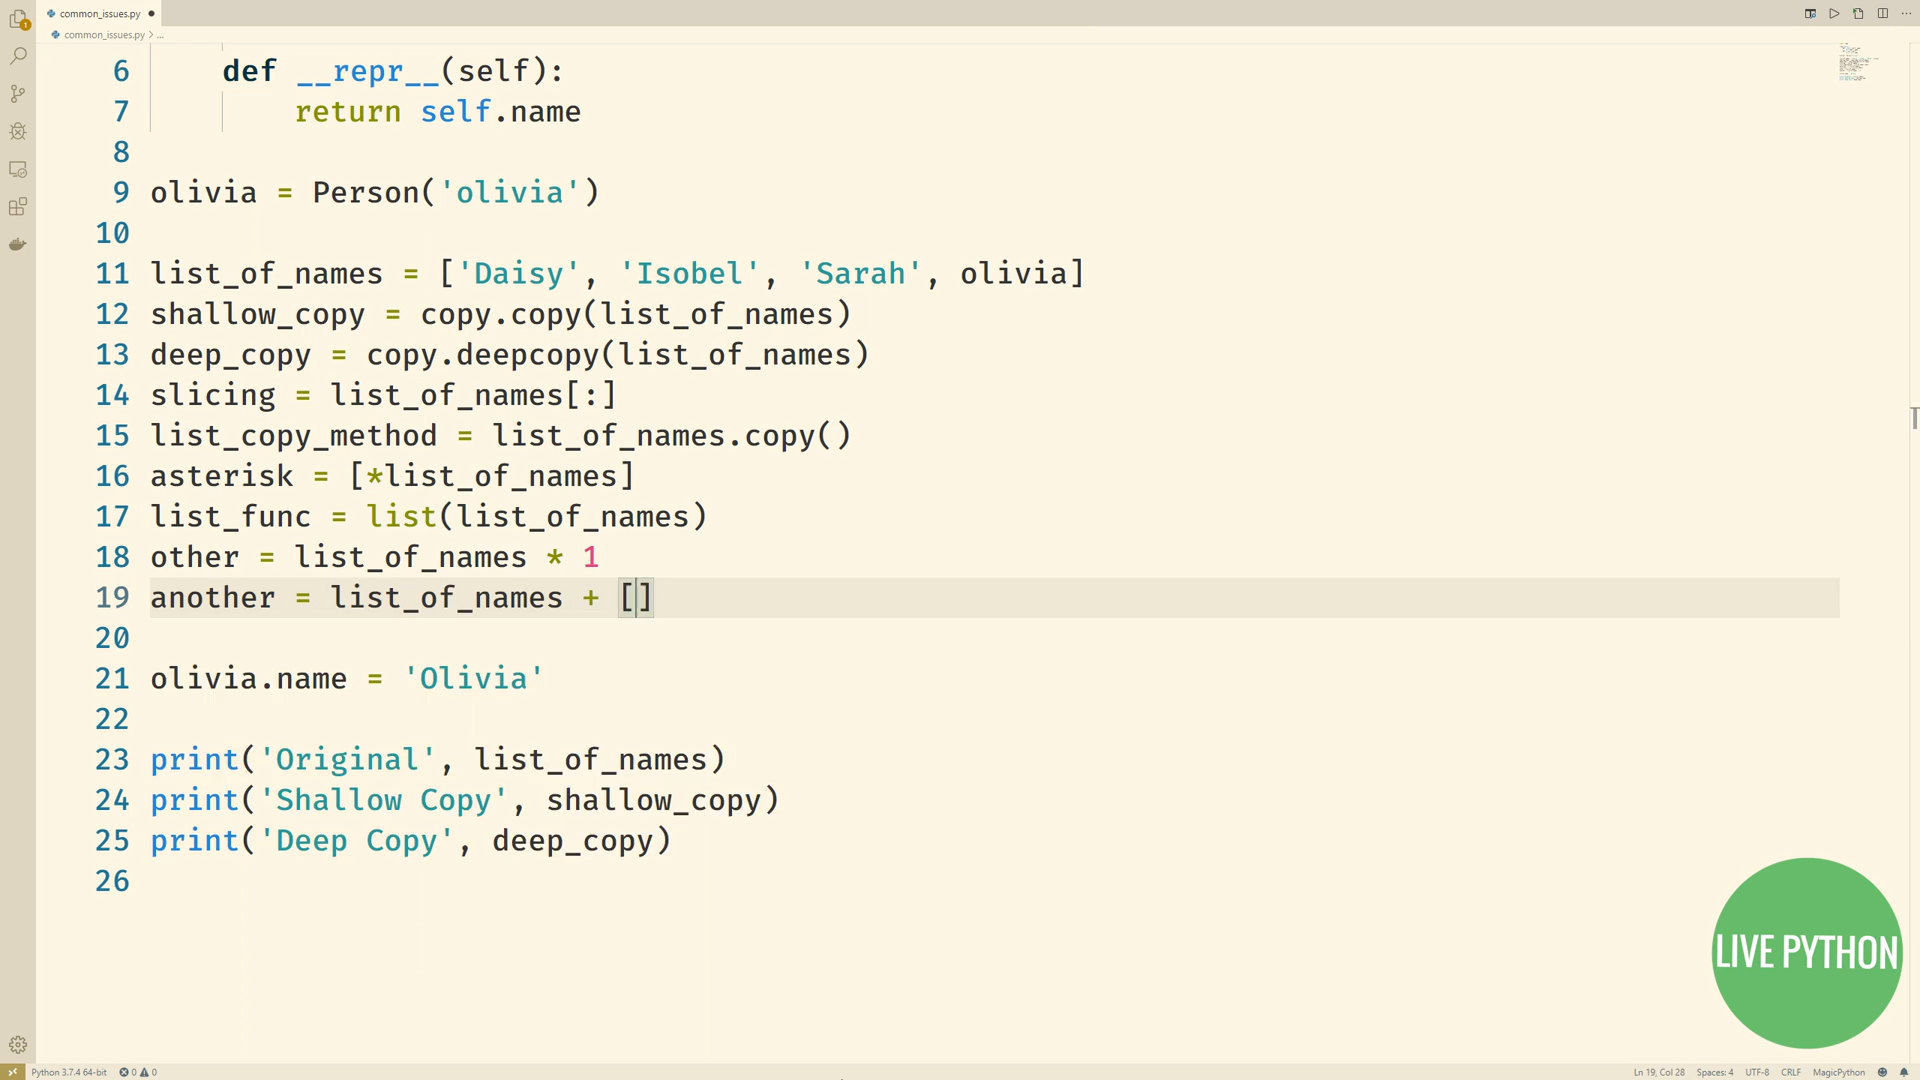 common_issues.py ●
common_issues.py > ...
6 def __repr__(self):
7 return self.name
8
9 olivia = Person('olivia')
10
11 list_of_names = ['Daisy', 'Isobel', 'Sarah', olivia]
12 shallow_copy = copy.copy(list_of_names)
13 deep_copy = copy.deepcopy(list_of_names)
14 slicing = list_of_names[:]
15 list_copy_method = list_of_names.copy()
16 asterisk = [*list_of_names]
17 list_func = list(list_of_names)
18 other = list_of_names * 1
19 another = list_of_names + []
20
21 olivia.name = 'Olivia'
22
23 print('Original', list_of_names)
24 print('Shallow Copy', shallow_copy)
25 print('Deep Copy', deep_copy)
26
LIVE PYTHON
Python 3.7.4 64-bit 0 0 Ln 19, Col 28 Spaces: 4 UTF-8 CRLF MagicPython